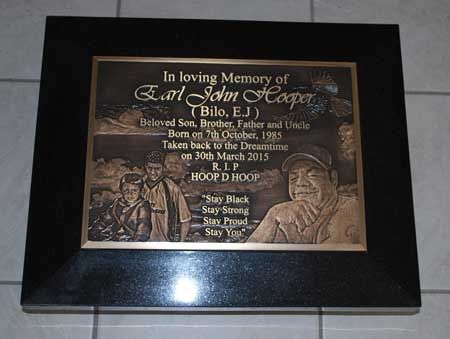 In loving Memory of
Earl John Hooper
( Bilo, E.J )
Beloved Son, Brother, Father and Uncle
Born on 7th October, 1985
Taken back to the Dreamtime
on 30th March 2015
R. I. P
HOOP D HOOP
"Stay Black
Stay Strong
Stay Proud
Stay You"